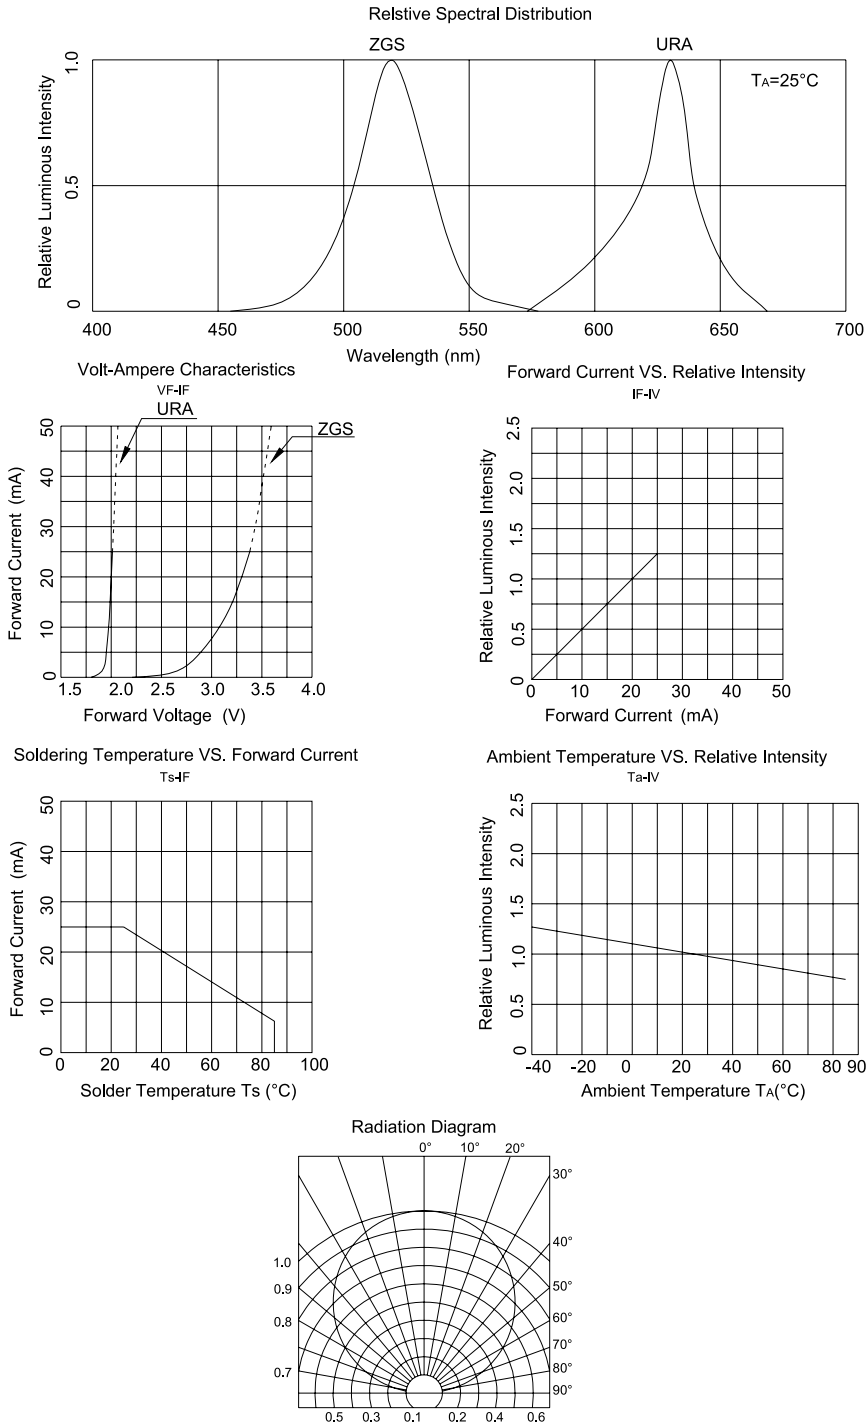 Relstive Spectral Distribution
ZGS
URA
TA=25°C
Relative Luminous Intensity
1.0
0.5
0
400 450 500 550 600 650 700
Wavelength (nm)
Volt-Ampere Characteristics
VF-IF
URA
ZGS
Forward Current (mA)
50
40
30
20
10
0
1.5 2.0 2.5 3.0 3.5 4.0
Forward Voltage (V)
Forward Current VS. Relative Intensity
IF-IV
Relative Luminous Intensity
2.5
2.0
1.5
1.0
0.5
0
0 10 20 30 40 50
Forward Current (mA)
Soldering Temperature VS. Forward Current
Ts-IF
Forward Current (mA)
50
40
30
20
10
0
0 20 40 60 80 100
Solder Temperature Ts (°C)
Ambient Temperature VS. Relative Intensity
Ta-IV
Relative Luminous Intensity
2.5
2.0
1.5
1.0
0.5
0
-40 -20 0 20 40 60 80 90
Ambient Temperature TA(°C)
Radiation Diagram
0° 10° 20°
30°
40°
50°
60°
70°
80°
90°
1.0
0.9
0.8
0.7
0.5 0.3 0.1 0.2 0.4 0.6